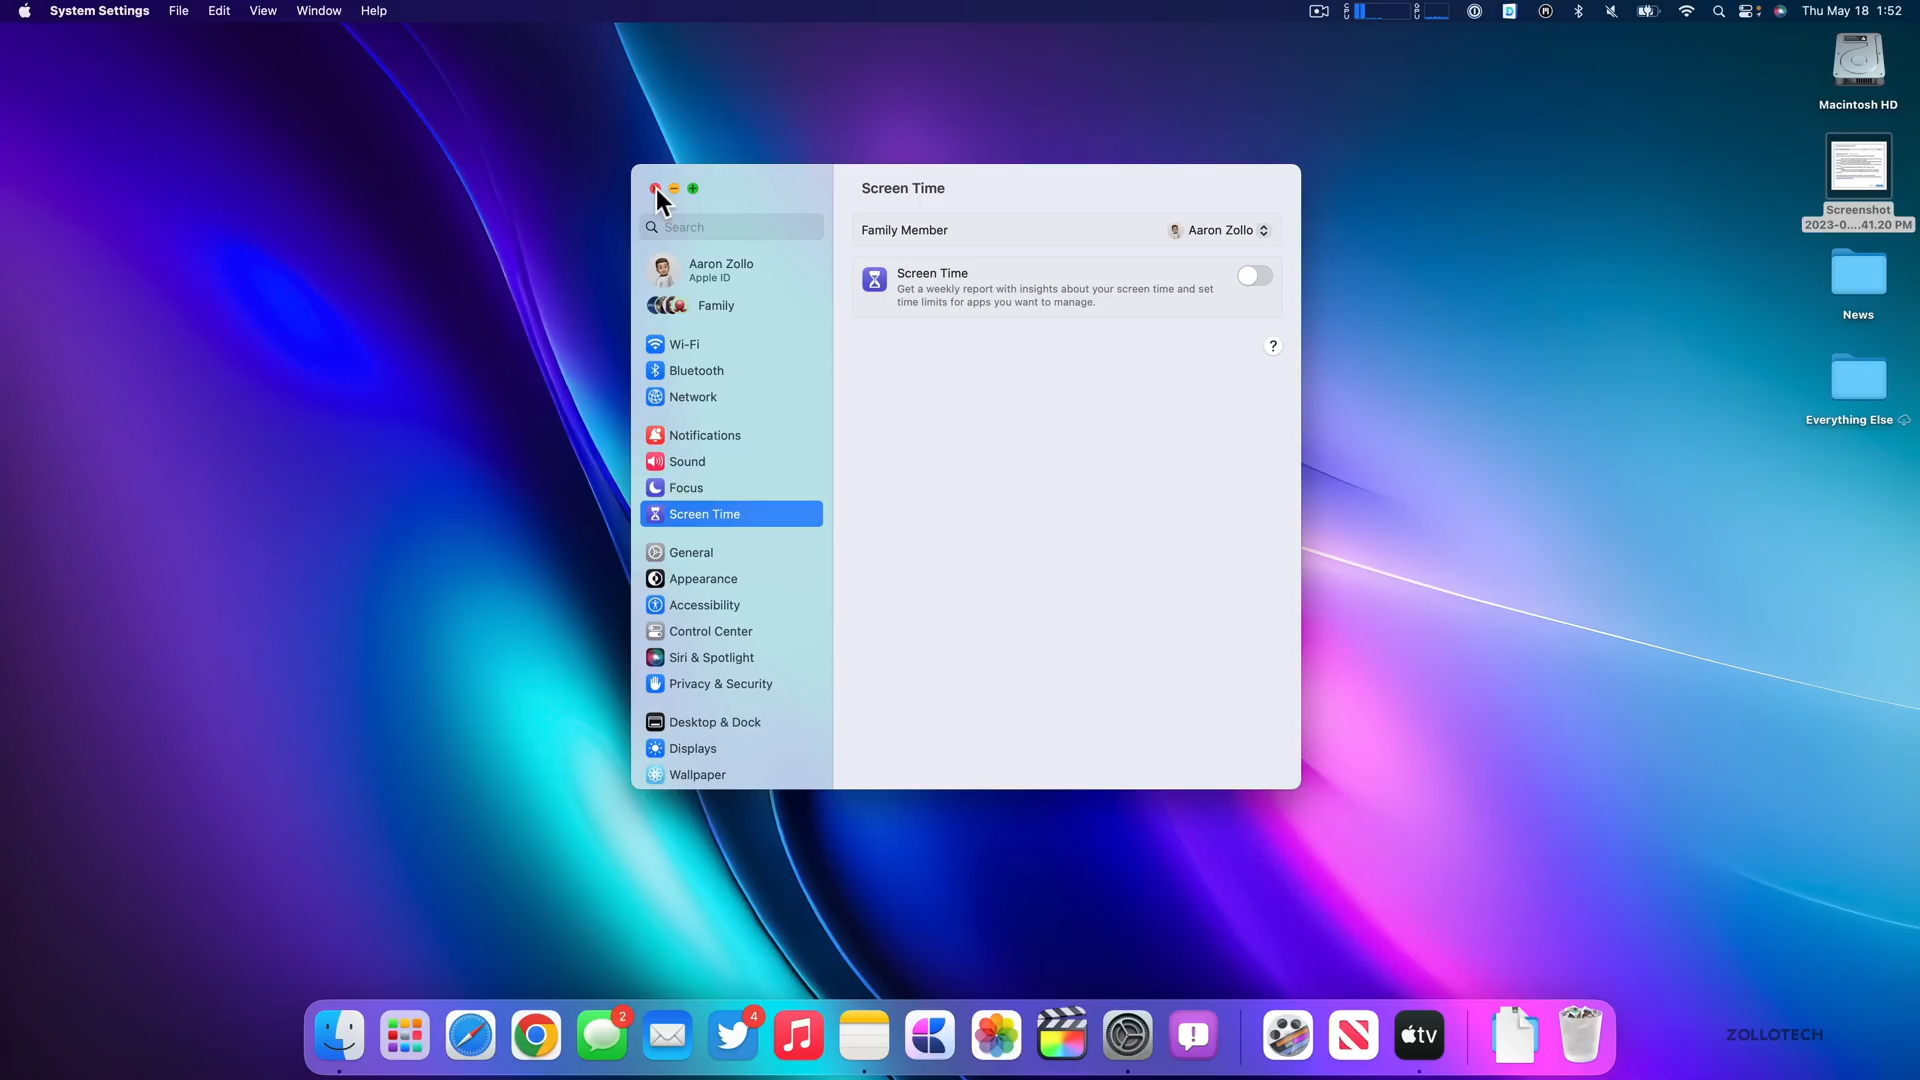 System Settings File Edit View Window Help
Thu May 18 1:52
Macintosh HD
Screenshot
2023-0....41.20 PM
News
Everything Else
Screen Time
Search
Family Member
Aaron Zollo
Aaron Zollo
Apple ID
Family
Screen Time
Get a weekly report with insights about your screen time and set
time limits for apps you want to manage.
?
Wi-Fi
Bluetooth
Network
Notifications
Sound
Focus
Screen Time
General
Appearance
Accessibility
Control Center
Siri & Spotlight
Privacy & Security
Desktop & Dock
Displays
Wallpaper
2
4
tv
ZOLLOTECH